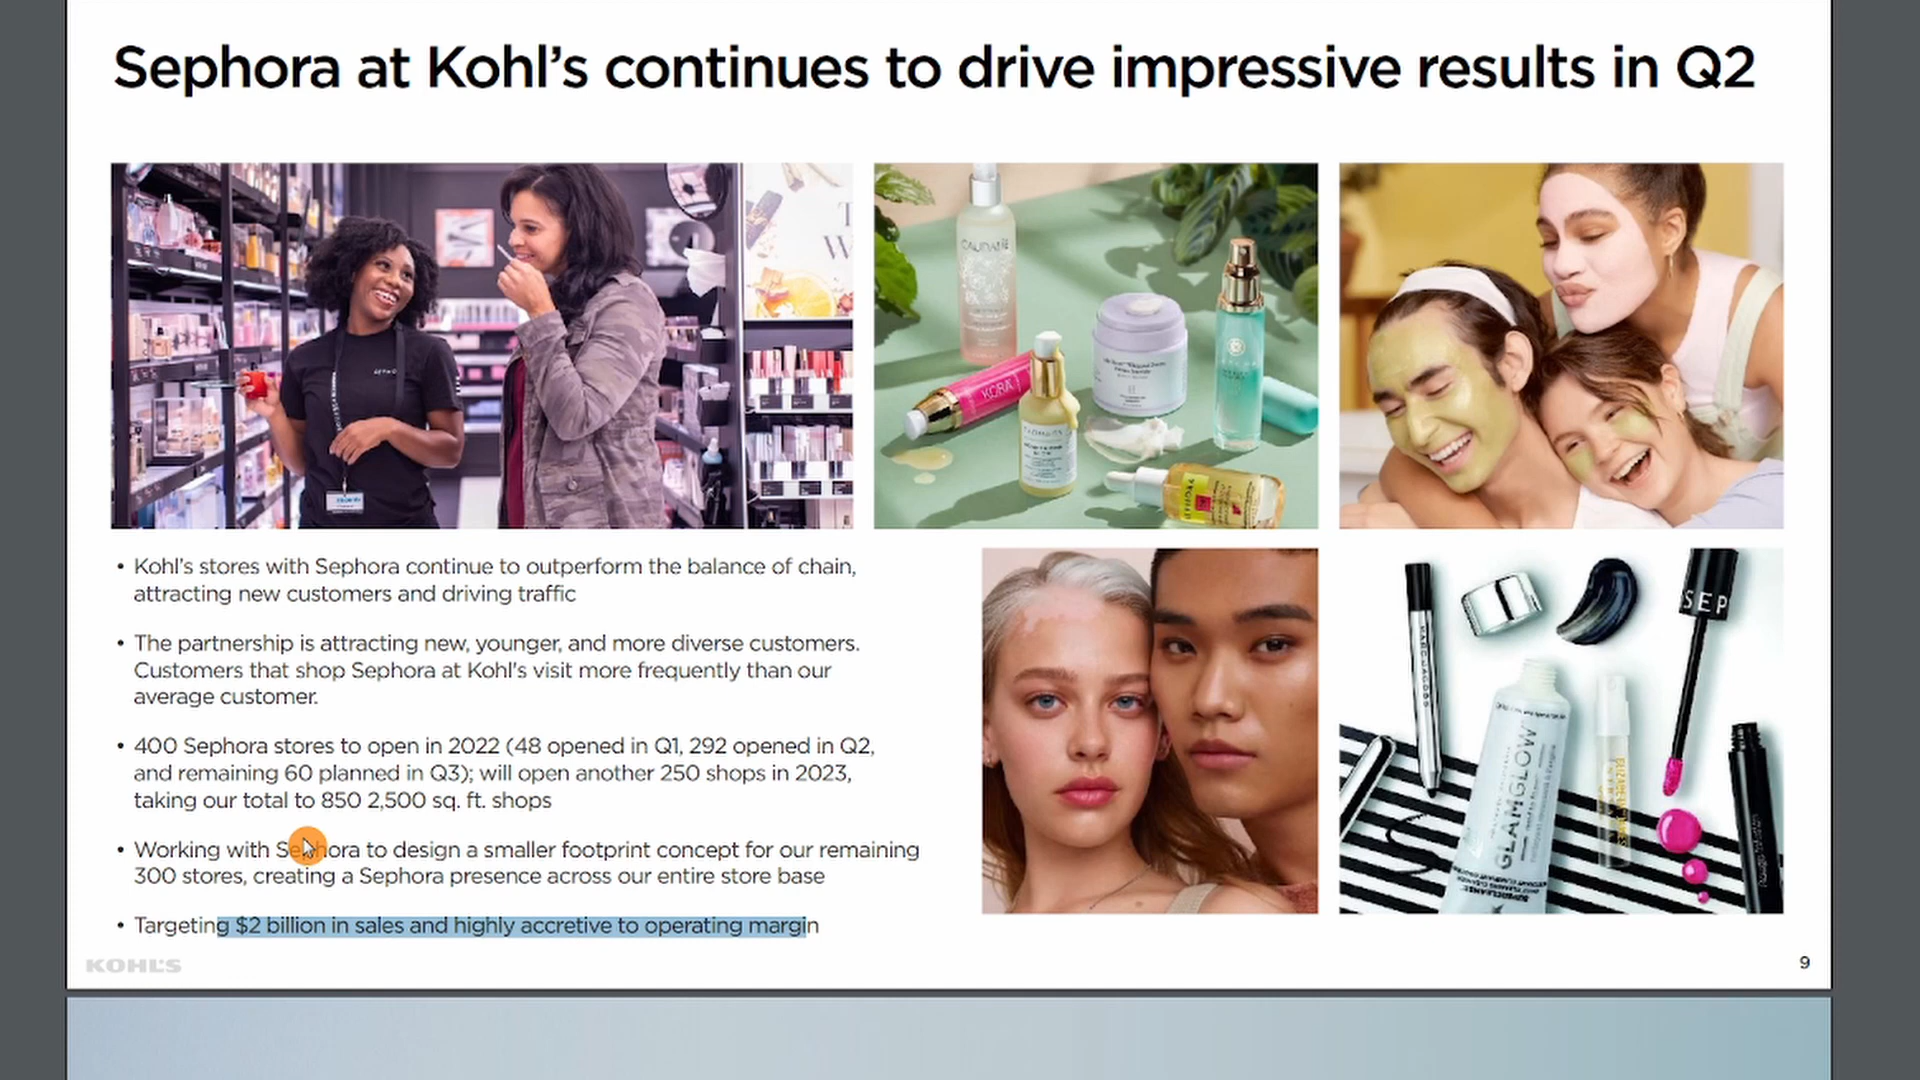 Sephora at Kohl's continues to drive impressive results in Q2
CAUDALIE
KORA
SEPHORA
• Kohl's stores with Sephora continue to outperform the balance of chain,
attracting new customers and driving traffic
• The partnership is attracting new, younger, and more diverse customers.
Customers that shop Sephora at Kohl's visit more frequently than our
average customer.
• 400 Sephora stores to open in 2022 (48 opened in Q1, 292 opened in Q2,
and remaining 60 planned in Q3); will open another 250 shops in 2023,
taking our total to 850 2,500 sq. ft. shops
• Working with Sephora to design a smaller footprint concept for our remaining
300 stores, creating a Sephora presence across our entire store base
• Targeting $2 billion in sales and highly accretive to operating margin
SEP
MARC JACOBS
GLAMGLOW
SUPERCLEANSE
KOHL'S
9